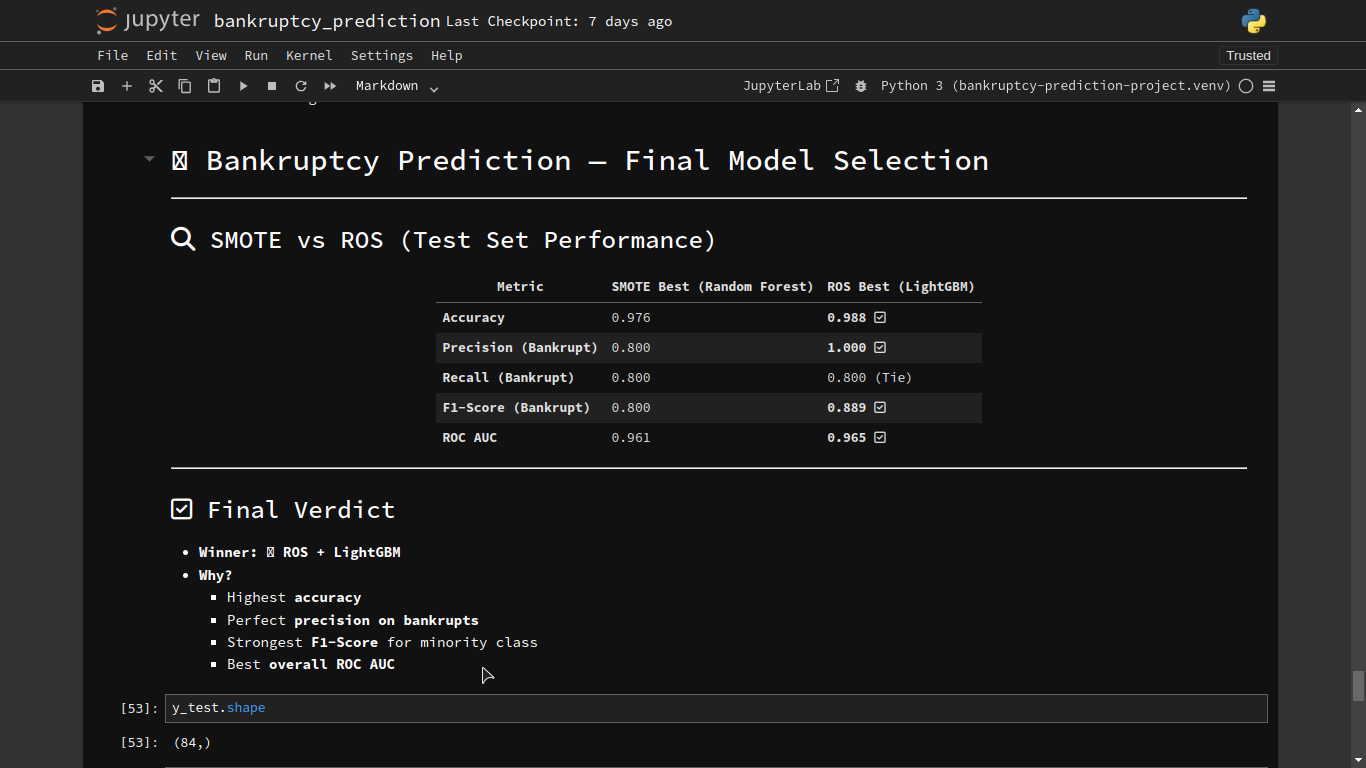 jupyter bankruptcy_prediction Last Checkpoint: 7 days ago
File Edit View Run Kernel Settings Help Trusted
Markdown JupyterLab Python 3 (bankruptcy-prediction-project.venv)
Bankruptcy Prediction — Final Model Selection
SMOTE vs ROS (Test Set Performance)
Metric SMOTE Best (Random Forest) ROS Best (LightGBM)
Accuracy 0.976 0.988 ☑
Precision (Bankrupt) 0.800 1.000 ☑
Recall (Bankrupt) 0.800 0.800 (Tie)
F1-Score (Bankrupt) 0.800 0.889 ☑
ROC AUC 0.961 0.965 ☑
☑ Final Verdict
• Winner: ROS + LightGBM
• Why?
▪ Highest accuracy
▪ Perfect precision on bankrupts
▪ Strongest F1-Score for minority class
▪ Best overall ROC AUC
[53]: y_test.shape
[53]: (84,)